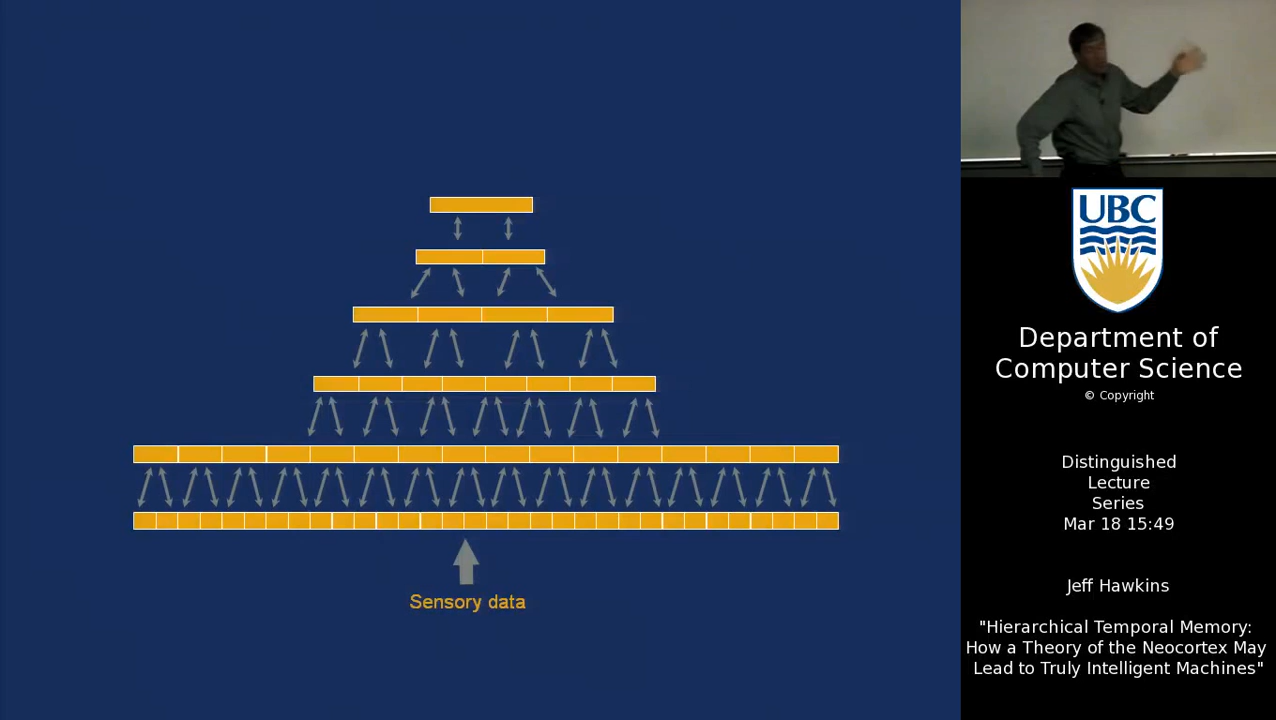 Sensory data
UBC
Department of
Computer Science
© Copyright
Distinguished
Lecture
Series
Mar 18 15:49
Jeff Hawkins
"Hierarchical Temporal Memory:
How a Theory of the Neocortex May
Lead to Truly Intelligent Machines"